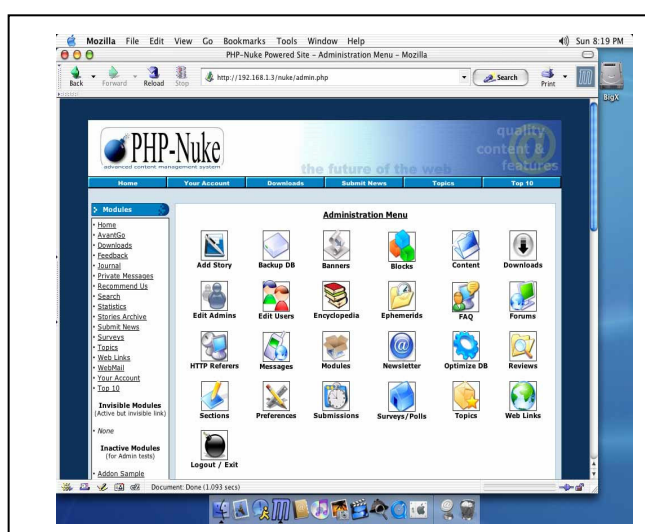 Mozilla File Edit View Go Bookmarks Tools Window Help Sun 8:19 PM
PHP-Nuke Powered Site – Administration Menu – Mozilla
Back Forward Reload Stop http://192.168.1.3/nuke/admin.php Search Print
BigX
PHP-Nuke
advanced content management system
quality
content &
features
the future of the web
Home Your Account Downloads Submit News Topics Top 10
Modules
· Home
· AvantGo
· Downloads
· Feedback
· Journal
· Private Messages
· Recommend Us
· Search
· Statistics
· Stories Archive
· Submit News
· Surveys
· Topics
· Web Links
· WebMail
· Your Account
· Top 10
Invisible Modules
(Active but invisible link)
· None
Inactive Modules
(for Admin tests)
· Addon Sample
Administration Menu
Add Story Backup DB Banners Blocks Content Downloads
Edit Admins Edit Users Encyclopedia Ephemerids FAQ Forums
HTTP Referers Messages Modules Newsletter Optimize DB Reviews
Sections Preferences Submissions Surveys/Polls Topics Web Links
Logout / Exit
Document: Done (1.093 secs)